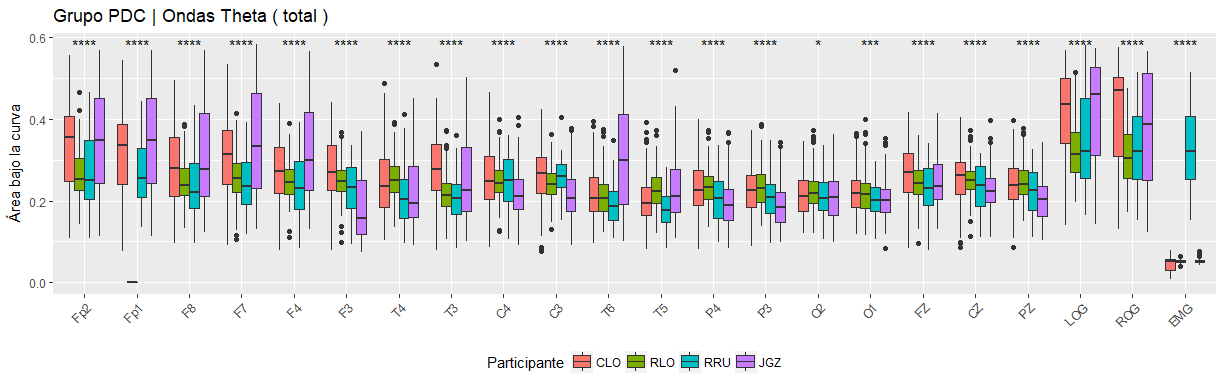 Grupo PDC | Ondas Theta ( total )
Área bajo la curva
0.6
0.4
0.2
0.0
**** **** **** **** **** **** **** **** **** **** **** **** **** **** * *** **** **** **** **** **** ****
Fp2 Fp1 F8 F7 F4 F3 T4 T3 C4 C3 T6 T5 P4 P3 O2 O1 FZ CZ PZ LOG ROG EMG
Participante CLO RLO RRU JGZ